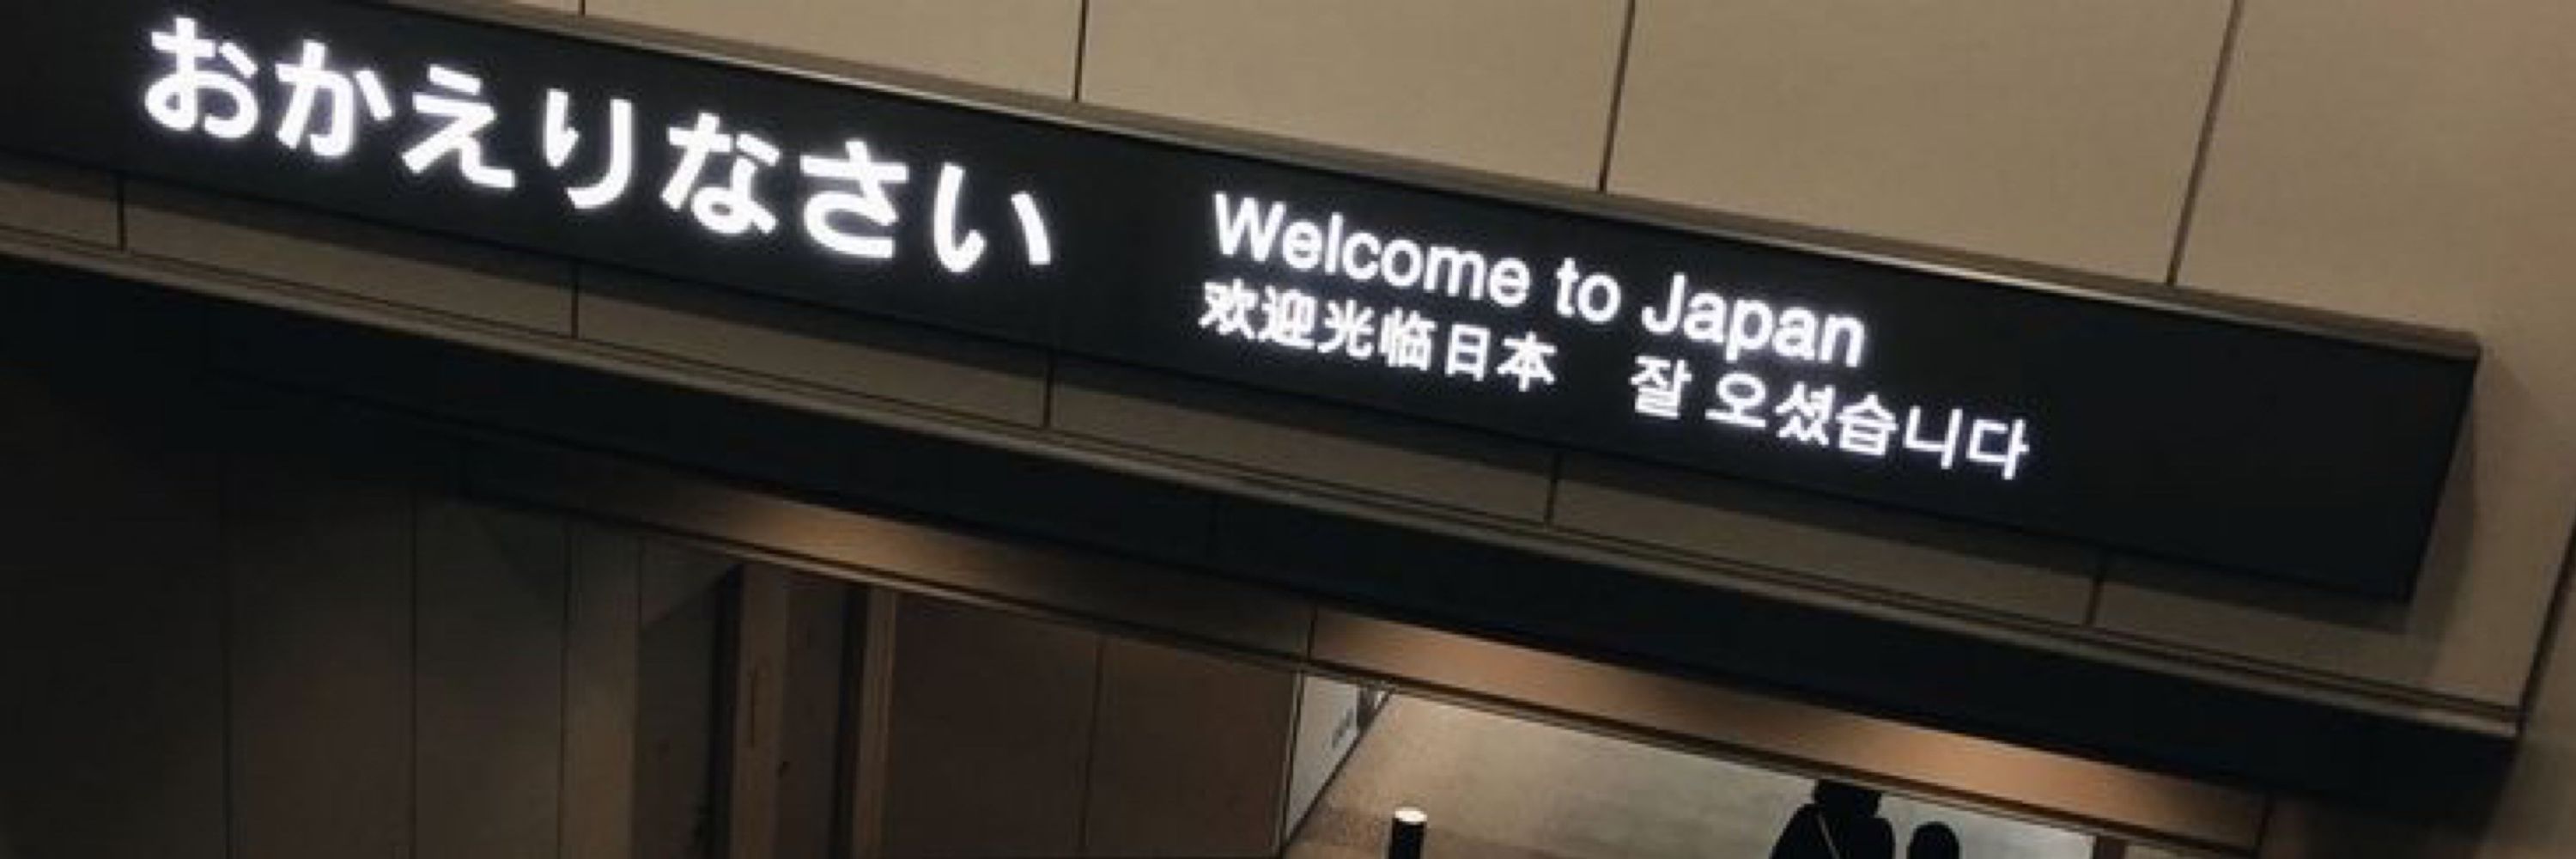 おかえりなさい
Welcome to Japan
欢迎光临日本　잘 오셨습니다